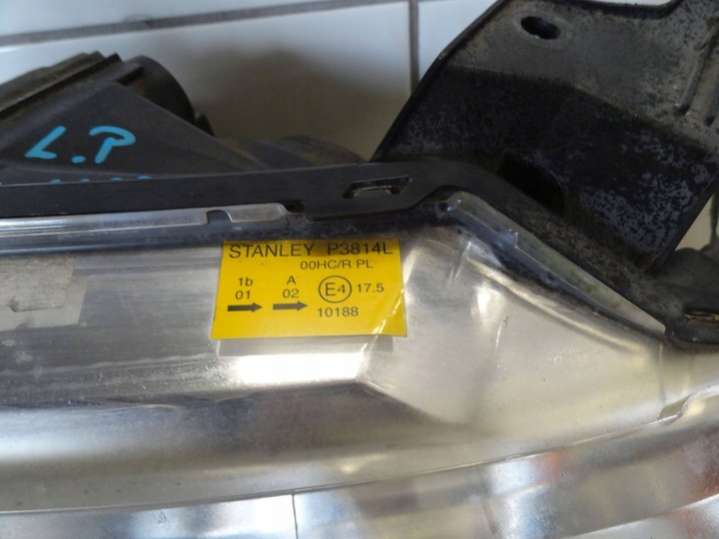 L.P
STANLEY P3814L
00HC/R PL
1b A
01 02 E4 17.5
10188